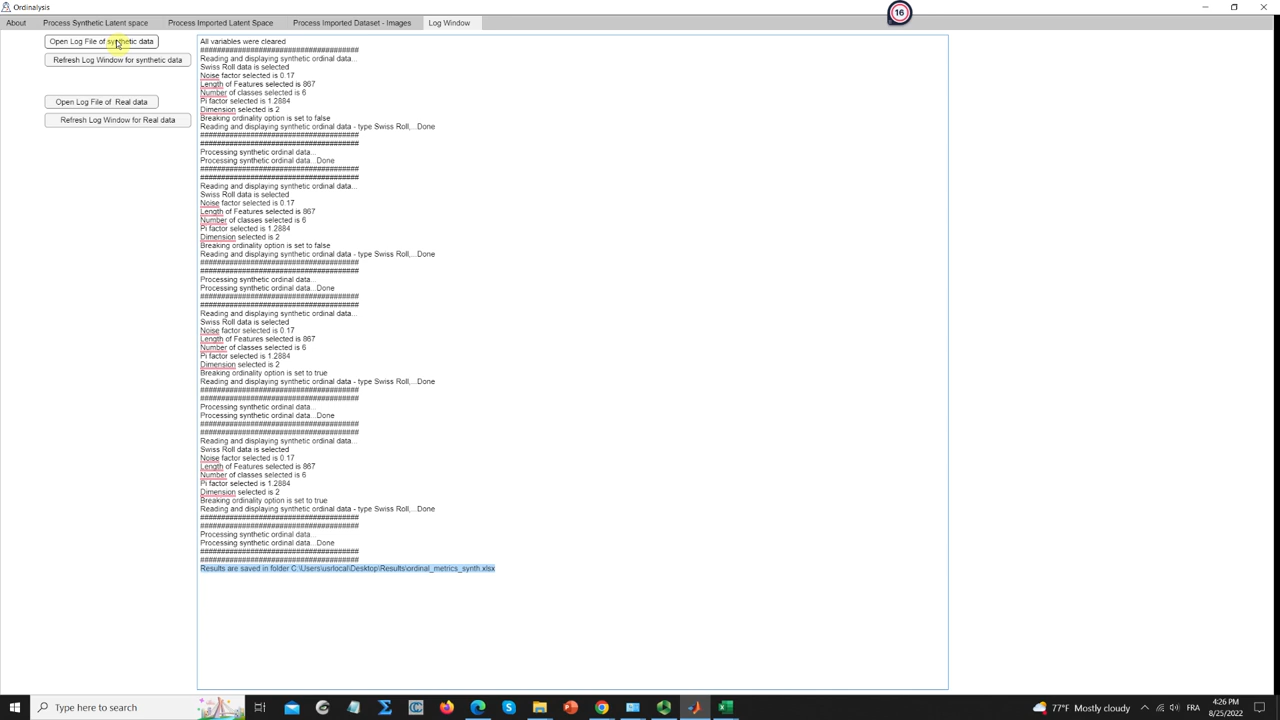 Ordinalysis
16
About Process Synthetic Latent space Process Imported Latent Space Process Imported Dataset - Images Log Window
Open Log File of synthetic data
Refresh Log Window for synthetic data
Open Log File of Real data
Refresh Log Window for Real data
All variables were cleared
######################################
Reading and displaying synthetic ordinal data...
Swiss Roll data is selected
Noise factor selected is 0.17
Length of Features selected is 867
Number of classes selected is 6
Pi factor selected is 1.2884
Dimension selected is 2
Breaking ordinality option is set to false
Reading and displaying synthetic ordinal data - type Swiss Roll,...Done
######################################
######################################
Processing synthetic ordinal data...
Processing synthetic ordinal data...Done
######################################
######################################
Reading and displaying synthetic ordinal data...
Swiss Roll data is selected
Noise factor selected is 0.17
Length of Features selected is 867
Number of classes selected is 6
Pi factor selected is 1.2884
Dimension selected is 2
Breaking ordinality option is set to false
Reading and displaying synthetic ordinal data - type Swiss Roll,...Done
######################################
######################################
Processing synthetic ordinal data...
Processing synthetic ordinal data...Done
######################################
######################################
Reading and displaying synthetic ordinal data...
Swiss Roll data is selected
Noise factor selected is 0.17
Length of Features selected is 867
Number of classes selected is 6
Pi factor selected is 1.2884
Dimension selected is 2
Breaking ordinality option is set to true
Reading and displaying synthetic ordinal data - type Swiss Roll,...Done
######################################
######################################
Processing synthetic ordinal data...
Processing synthetic ordinal data...Done
######################################
######################################
Reading and displaying synthetic ordinal data...
Swiss Roll data is selected
Noise factor selected is 0.17
Length of Features selected is 867
Number of classes selected is 6
Pi factor selected is 1.2884
Dimension selected is 2
Breaking ordinality option is set to true
Reading and displaying synthetic ordinal data - type Swiss Roll,...Done
######################################
######################################
Processing synthetic ordinal data...
Processing synthetic ordinal data...Done
######################################
######################################
Results are saved in folder C:\Users\usrlocal\Desktop\Results\ordinal_metrics_synth.xlsx
Type here to search
77°F Mostly cloudy
FRA
4:26 PM
8/25/2022